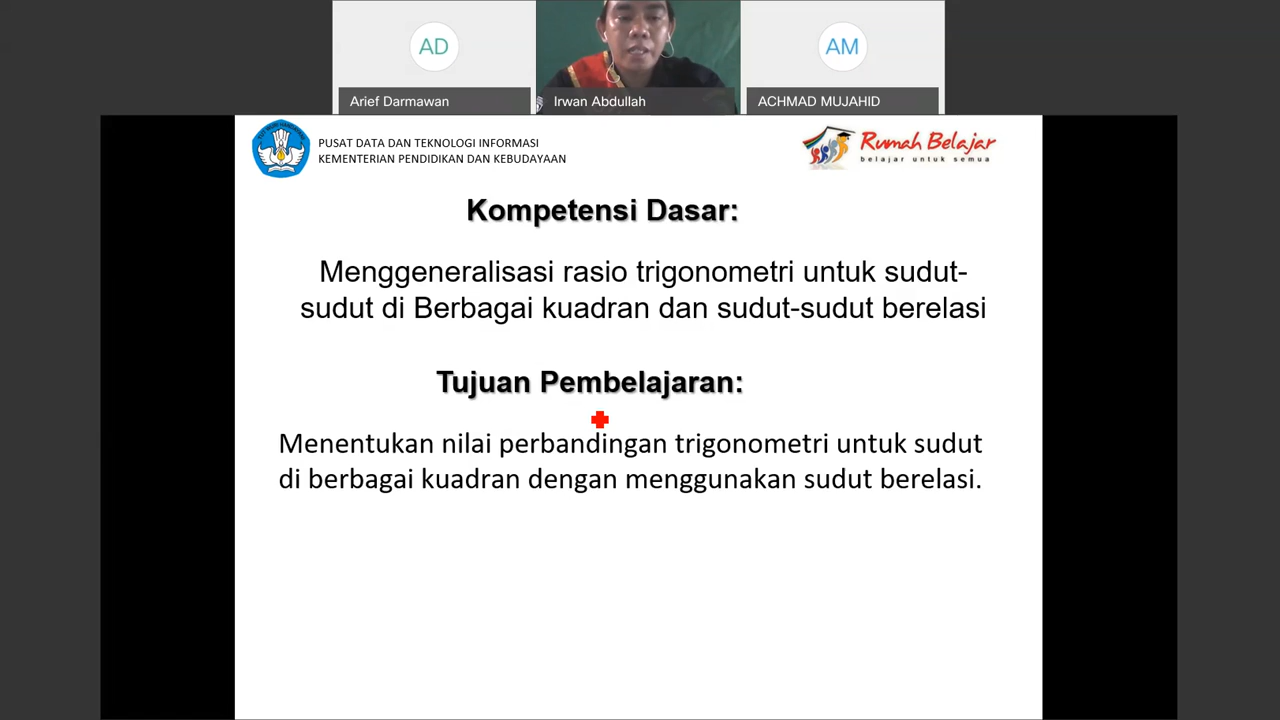 AD
AM
Arief Darmawan
Irwan Abdullah
ACHMAD MUJAHID
PUSAT DATA DAN TEKNOLOGI INFORMASI
KEMENTERIAN PENDIDIKAN DAN KEBUDAYAAN
Rumah Belajar
belajar untuk semua
Kompetensi Dasar:
Menggeneralisasi rasio trigonometri untuk sudut-
sudut di Berbagai kuadran dan sudut-sudut berelasi
Tujuan Pembelajaran:
Menentukan nilai perbandingan trigonometri untuk sudut
di berbagai kuadran dengan menggunakan sudut berelasi.